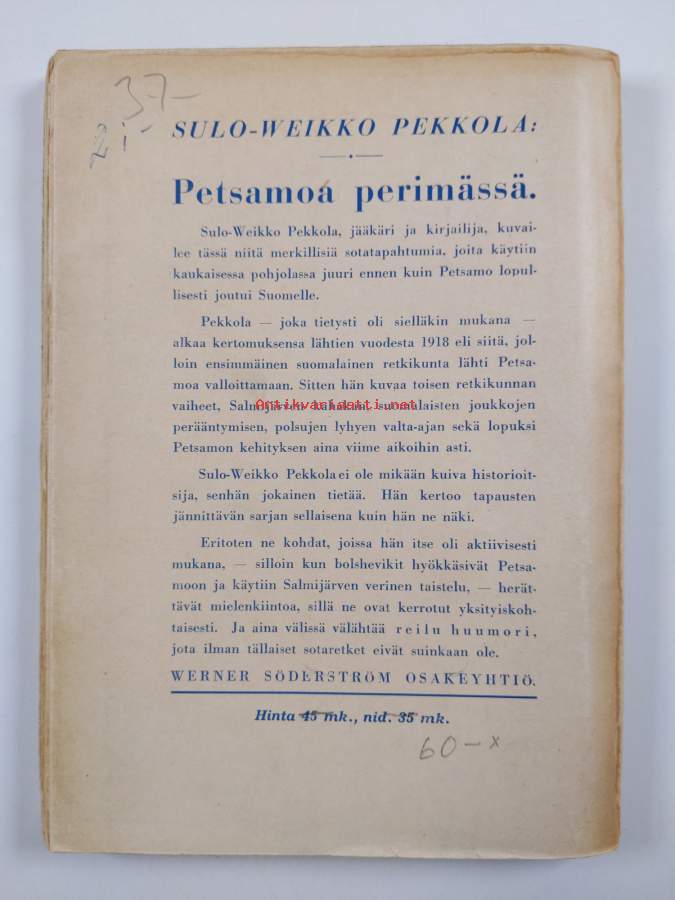 37-
i-
SULO-WEIKKO PEKKOLA:
Petsamoa perimässä.
Sulo-Weikko Pekkola, jääkäri ja kirjailija, kuvai-
lee tässä niitä merkillisiä sotatapahtumia, joita käytiin
kaukaisessa pohjolassa juuri ennen kuin Petsamo lopul-
lisesti joutui Suomelle.
Pekkola — joka tietysti oli sielläkin mukana —
alkaa kertomuksensa lähtien vuodesta 1918 eli siitä, jol-
loin ensimmäinen suomalainen retkikunta lähti Petsa-
moa valloittamaan. Sitten hän kuvaa toisen retkikunnan
vaiheet, Salmijärven suomalaisten joukkojen
Antikvariaatti.net
perääntymisen, polsujen lyhyen valta-ajan sekä lopuksi
Petsamon kehityksen aina viime aikoihin asti.
Sulo-Weikko Pekkola ei ole mikään kuiva historioit-
sija, senhän jokainen tietää. Hän kertoo tapausten
jännittävän sarjan sellaisena kuin hän ne näki.
Eritoten ne kohdat, joissa hän itse oli aktiivisesti
mukana, — silloin kun bolshevikit hyökkäsivät Petsa-
moon ja käytiin Salmijärven verinen taistelu, — herät-
tävät mielenkiintoa, sillä ne ovat kerrotut yksityiskoh-
taisesti. Ja aina välissä välähtää reilu huumori,
jota ilman tällaiset sotaretket eivät suinkaan ole.
WERNER SÖDERSTRÖM OSAKEYHTIÖ.
Hinta 45 mk., nid. 35 mk.
60-x